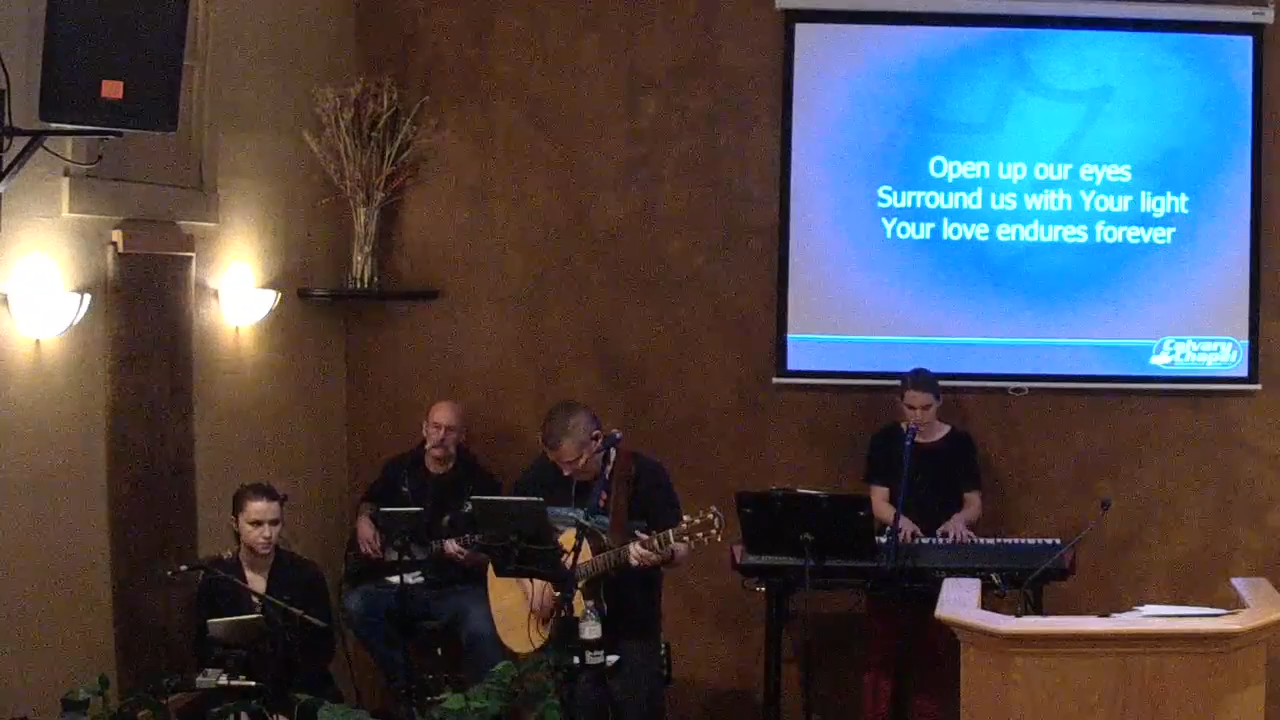 Open up our eyes
Surround us with Your light
Your love endures forever
Calvary
Chapel